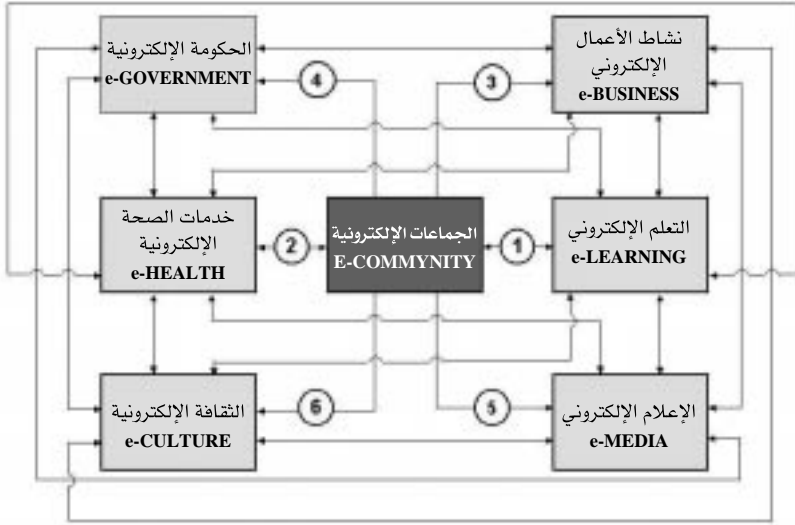 الحكومة الإلكترونية
e-GOVERNMENT
4
3
نشاط الأعمال
الإلكتروني
e-BUSINESS
خدمات الصحة
الإلكترونية
e-HEALTH
2
الجماعات الإلكترونية
E-COMMYNITY
1
التعلم الإلكتروني
e-LEARNING
الثقافة الإلكترونية
e-CULTURE
6
5
الإعلام الإلكتروني
e-MEDIA